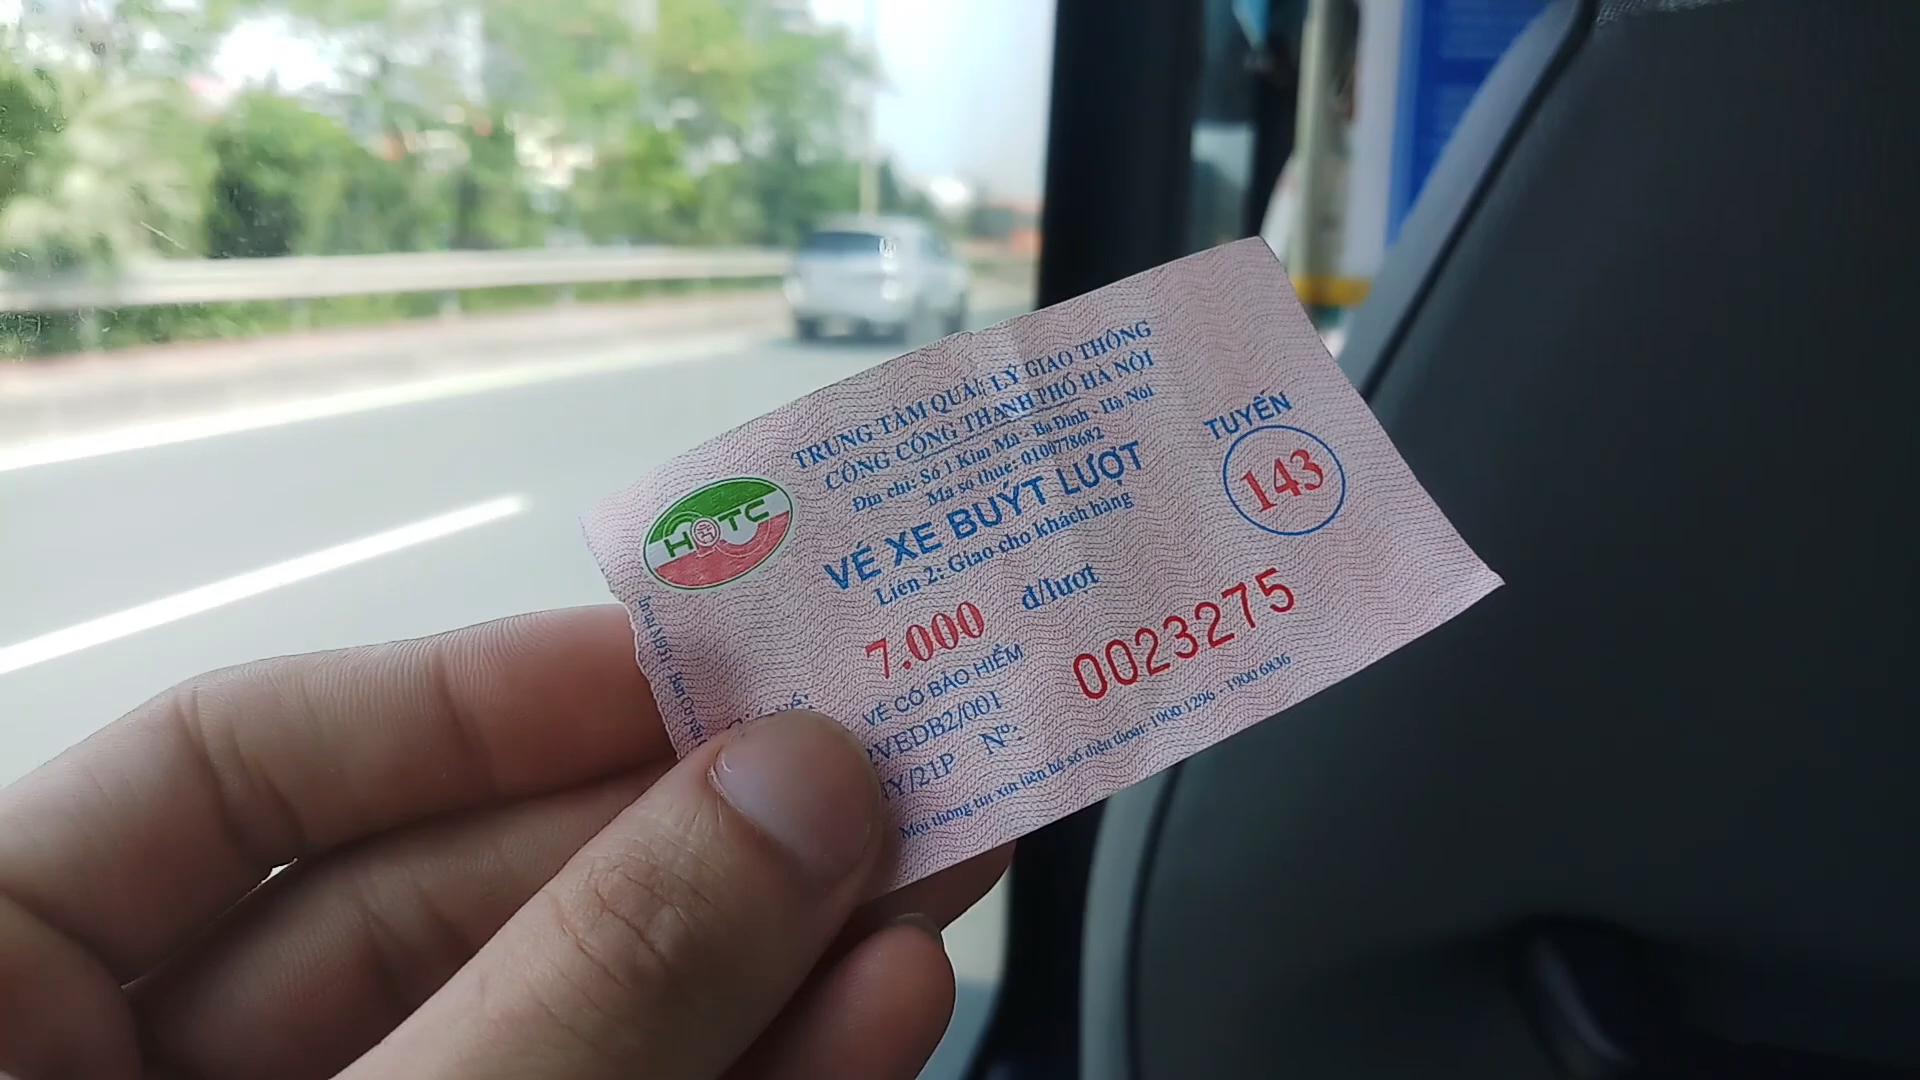 TRUNG TÂM QUẢN LÝ GIAO THÔNG
CÔNG CỘNG THÀNH PHỐ HÀ NỘI
Địa chỉ: Số 1 Kim Mã - Ba Đình - Hà Nội
Mã số thuế: 0100778682
VÉ XE BUÝT LƯỢT
Liên 2: Giao cho khách hàng
TUYẾN
143
HPTC
7.000 đ/lượt
VÉ CÓ BẢO HIỂM
VEDB2/001
/21P Nº:
0023275
Mọi thông tin xin liên hệ số điện thoại: 1900 1296 - 1900 6836